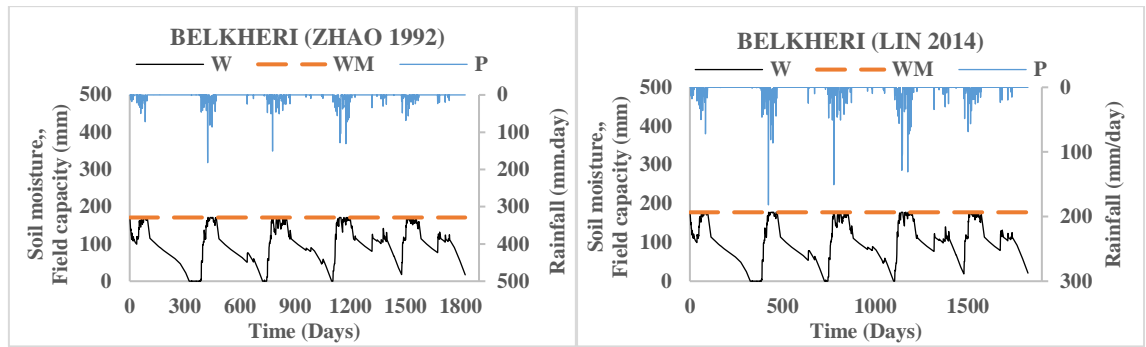 BELKHERI (ZHAO 1992)
W WM P
500 0
400 100
300 200
200 300
100 400
0 500
0 300 600 900 1200 1500 1800
Time (Days)
Soil moisture,,
Field capacity (mm)
Rainfall (mm.day)
BELKHERI (LIN 2014)
W WM P
500 0
400 100
300
200 200
100
0 300
0 500 1000 1500
Time (Days)
Soil moisture,,
Field capacity (mm)
Rainfall (mm/day)